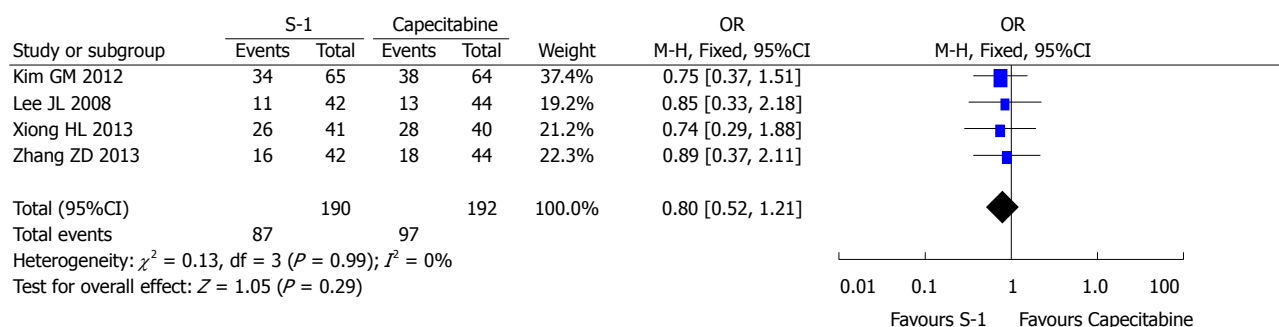 S-1 Capecitabine OR OR
Study or subgroup Events Total Events Total Weight M-H, Fixed, 95%CI M-H, Fixed, 95%CI
Kim GM 2012 34 65 38 64 37.4% 0.75 [0.37, 1.51]
Lee JL 2008 11 42 13 44 19.2% 0.85 [0.33, 2.18]
Xiong HL 2013 26 41 28 40 21.2% 0.74 [0.29, 1.88]
Zhang ZD 2013 16 42 18 44 22.3% 0.89 [0.37, 2.11]
Total (95%CI) 190 192 100.0% 0.80 [0.52, 1.21]
Total events 87 97
Heterogeneity: χ² = 0.13, df = 3 (P = 0.99); I² = 0%
Test for overall effect: Z = 1.05 (P = 0.29)
0.01 0.1 1 1.0 100
Favours S-1 Favours Capecitabine